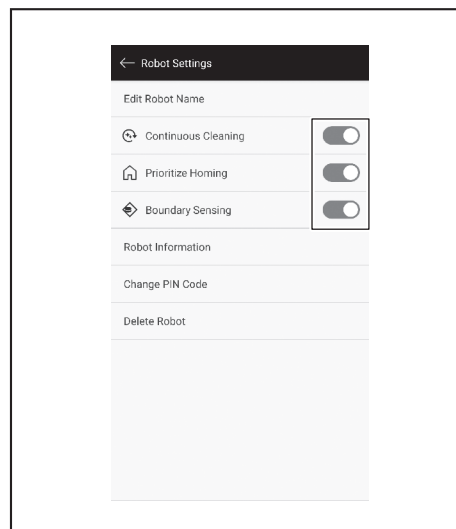 Robot Settings
Edit Robot Name
Continuous Cleaning
Prioritize Homing
Boundary Sensing
Robot Information
Change PIN Code
Delete Robot